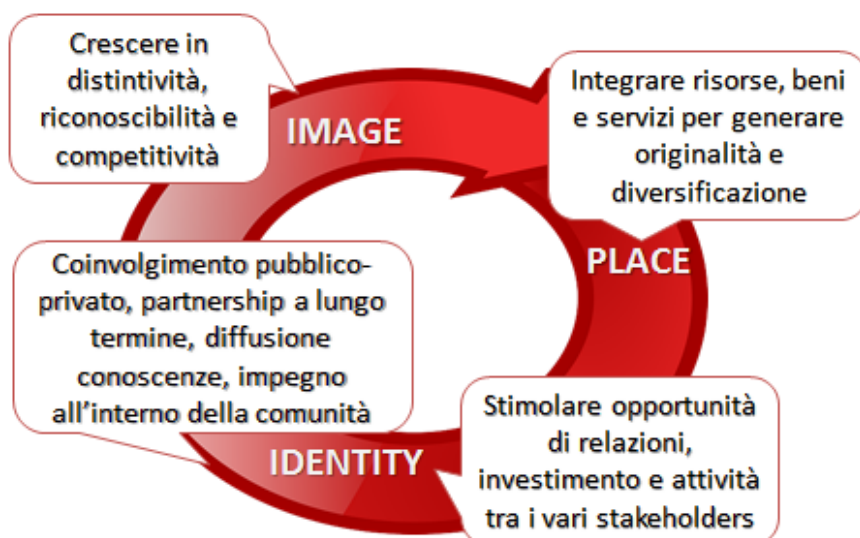 Crescere in
distintività,
riconoscibilità e
competitività
IMAGE
Integrare risorse, beni
e servizi per generare
originalità e
diversificazione
PLACE
Coinvolgimento pubblico-
privato, partnership a lungo
termine, diffusione
conoscenze, impegno
all'interno della comunità
IDENTITY
Stimolare opportunità
di relazioni,
investimento e attività
tra i vari stakeholders